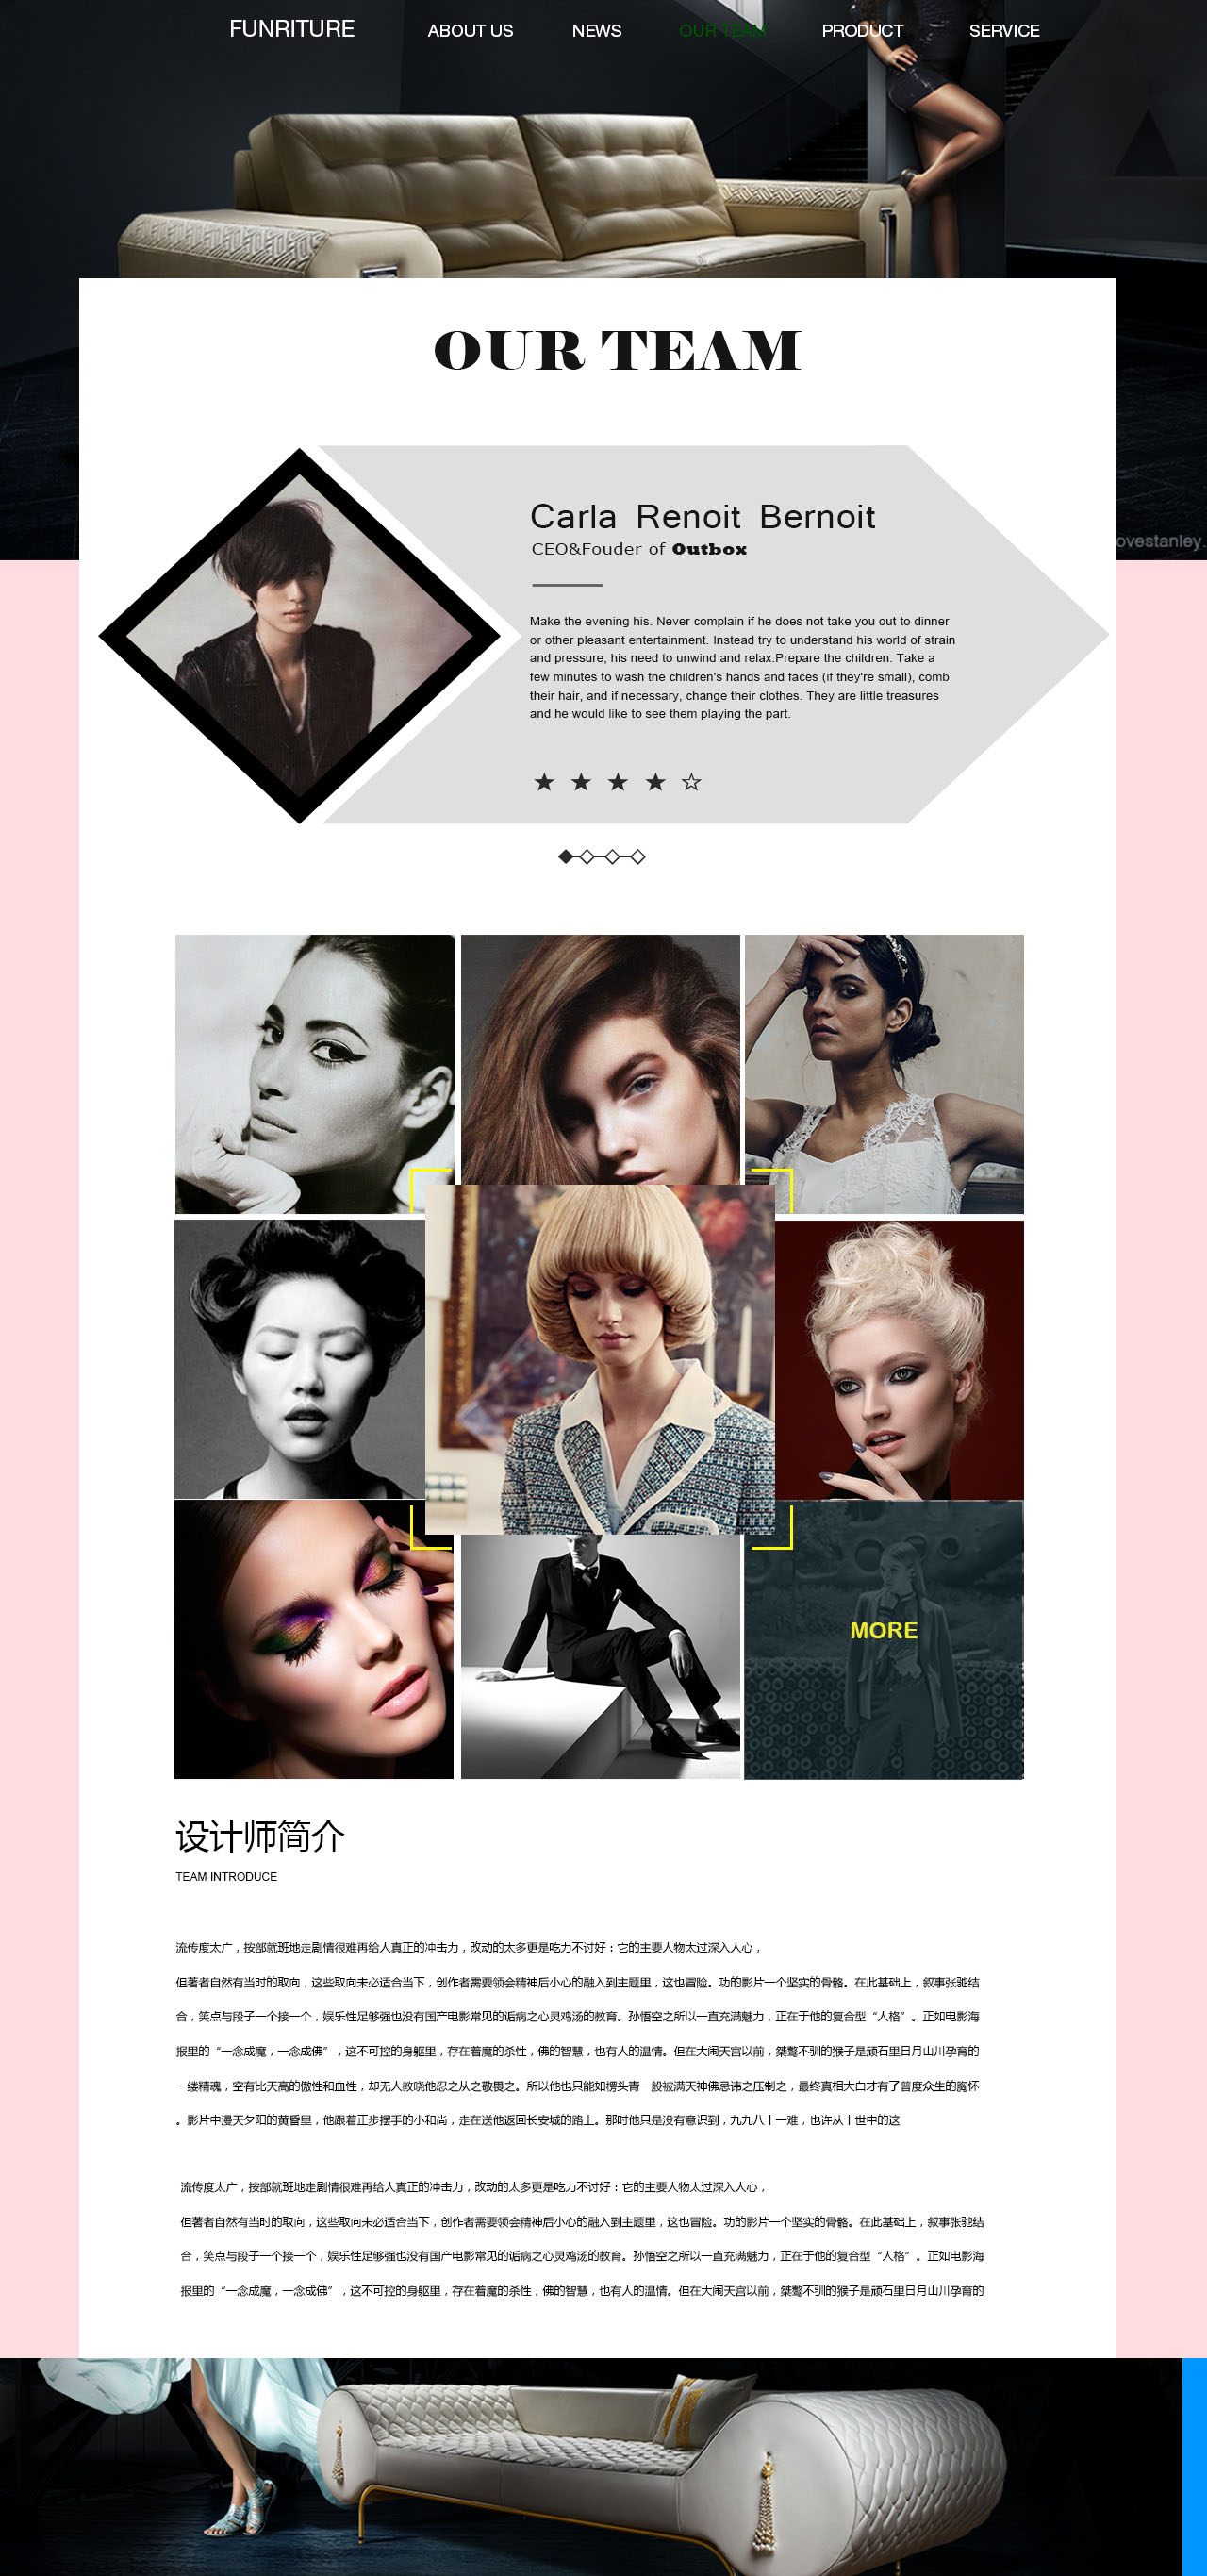 FUNRITURE ABOUT US NEWS OUR TEAM PRODUCT SERVICE
OUR TEAM
Carla Renoit Bernoit
CEO&Fouder of Outbox
ovestanley.
Make the evening his. Never complain if he does not take you out to dinner
or other pleasant entertainment. Instead try to understand his world of strain
and pressure, his need to unwind and relax.Prepare the children. Take a
few minutes to wash the children's hands and faces (if they're small), comb
their hair, and if necessary, change their clothes. They are little treasures
and he would like to see them playing the part.
MORE
设计师简介
TEAM INTRODUCE
流传度太广，按部就班地走剧情很难再给人真正的冲击力，改动的太多更是吃力不讨好：它的主要人物太过深入人心，
但著者自然有当时的取向，这些取向未必适合当下，创作者需要领会精神后小心的融入到主题里，这也冒险。功的影片一个坚实的骨骼。在此基础上，叙事张驰结
合，笑点与段子一个接一个，娱乐性足够强也没有国产电影常见的诟病之心灵鸡汤的教育。孙悟空之所以一直充满魅力，正在于他的复合型“人格”。正如电影海
报里的“一念成魔，一念成佛”，这不可控的身躯里，存在着魔的杀性，佛的智慧，也有人的温情。但在大闹天宫以前，桀骜不驯的猴子是顽石里日月山川孕育的
一缕精魂，空有比天高的傲性和血性，却无人教晓他忍之从之敬畏之。所以他也只能如楞头青一般被满天神佛忌讳之压制之，最终真相大白才有了普度众生的胸怀
。影片中漫天夕阳的黄昏里，他跟着正步摆手的小和尚，走在送他返回长安城的路上。那时他只是没有意识到，九九八十一难，也许从十世中的这
流传度太广，按部就班地走剧情很难再给人真正的冲击力，改动的太多更是吃力不讨好：它的主要人物太过深入人心，
但著者自然有当时的取向，这些取向未必适合当下，创作者需要领会精神后小心的融入到主题里，这也冒险。功的影片一个坚实的骨骼。在此基础上，叙事张驰结
合，笑点与段子一个接一个，娱乐性足够强也没有国产电影常见的诟病之心灵鸡汤的教育。孙悟空之所以一直充满魅力，正在于他的复合型“人格”。正如电影海
报里的“一念成魔，一念成佛”，这不可控的身躯里，存在着魔的杀性，佛的智慧，也有人的温情。但在大闹天宫以前，桀骜不驯的猴子是顽石里日月山川孕育的